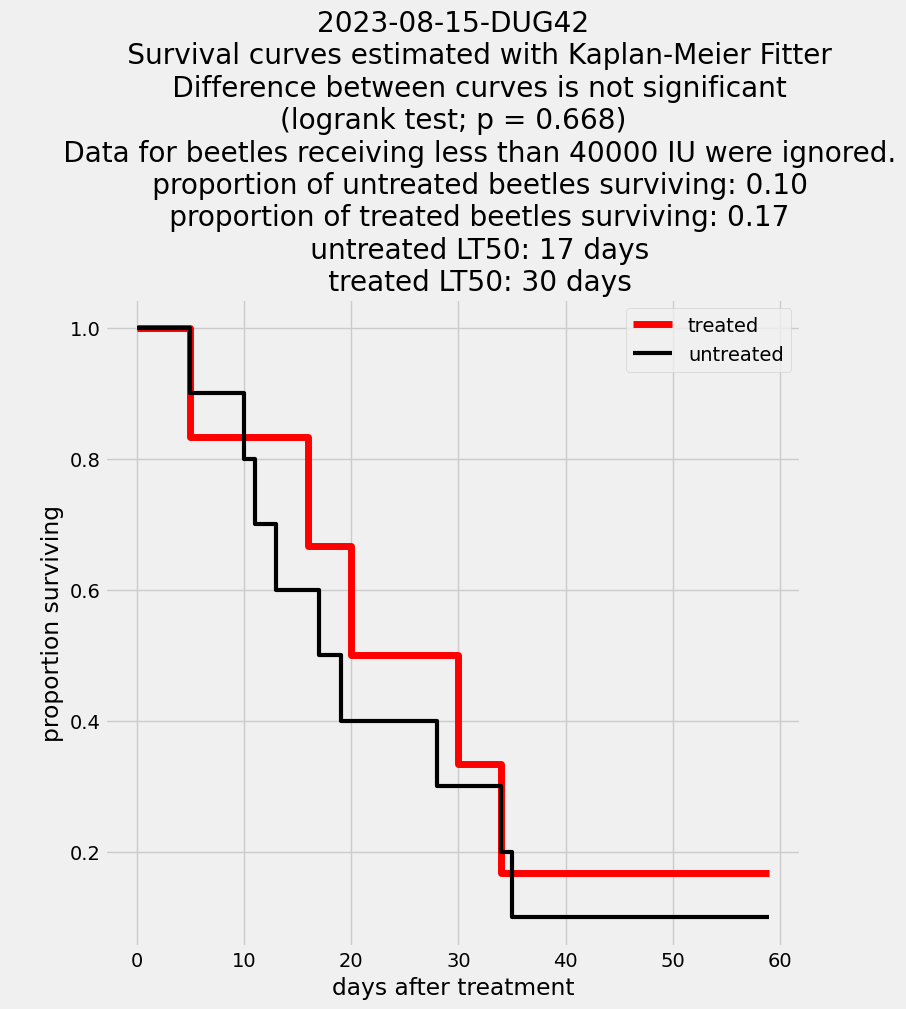 2023-08-15-DUG42
Survival curves estimated with Kaplan-Meier Fitter
Difference between curves is not significant
(logrank test; p = 0.668)
Data for beetles receiving less than 40000 IU were ignored.
proportion of untreated beetles surviving: 0.10
proportion of treated beetles surviving: 0.17
untreated LT50: 17 days
treated LT50: 30 days
treated
untreated
1.0
0.8
0.6
0.4
0.2
proportion surviving
0 10 20 30 40 50 60
days after treatment